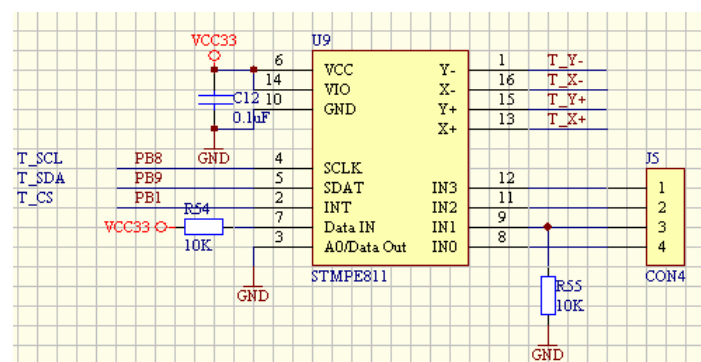 VCC33
U9
6 VCC Y- 1 T_Y-
14 VIO X- 16 T_X-
C12 10 GND Y+ 15 T_Y+
0.1uF X+ 13 T_X+
GND
T_SCL PB8 4 SCLK J5
T_SDA PB9 5 SDAT IN3 12 1
T_CS PB1 2 INT IN2 11 2
VCC33 R54 7 Data IN IN1 9 3
10K 3 A0/Data Out IN0 8 4
STMPE811 CON4
GND
R55
10K
GND